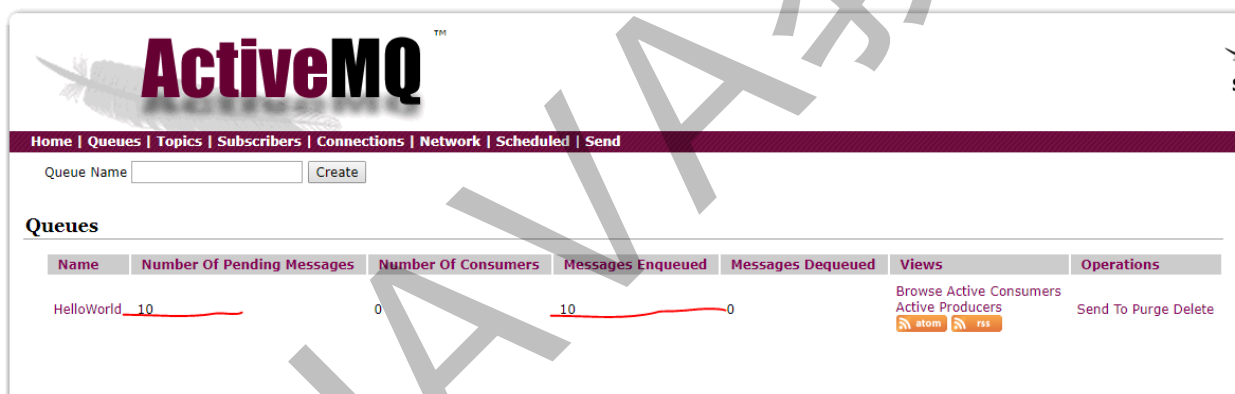 ActiveMQ ™
S
Home | Queues | Topics | Subscribers | Connections | Network | Scheduled | Send
Queue Name Create
Queues
Name Number Of Pending Messages Number Of Consumers Messages Enqueued Messages Dequeued Views Operations
HelloWorld 10 0 10 0 Browse Active Consumers
Active Producers
atom rss
Send To Purge Delete
JAVA